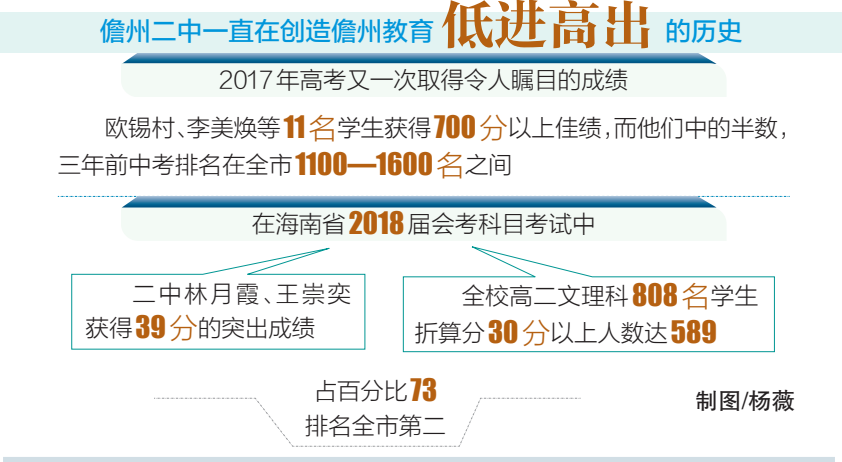 儋州二中一直在创造儋州教育低进高出的历史
2017年高考又一次取得令人瞩目的成绩
欧锡村、李美焕等11名学生获得700分以上佳绩,而他们中的半数,
三年前中考排名在全市1100—1600名之间
在海南省2018届会考科目考试中
二中林月霞、王崇奕
获得39分的突出成绩
全校高二文理科808名学生
折算分30分以上人数达589
占百分比73
排名全市第二
制图/杨薇